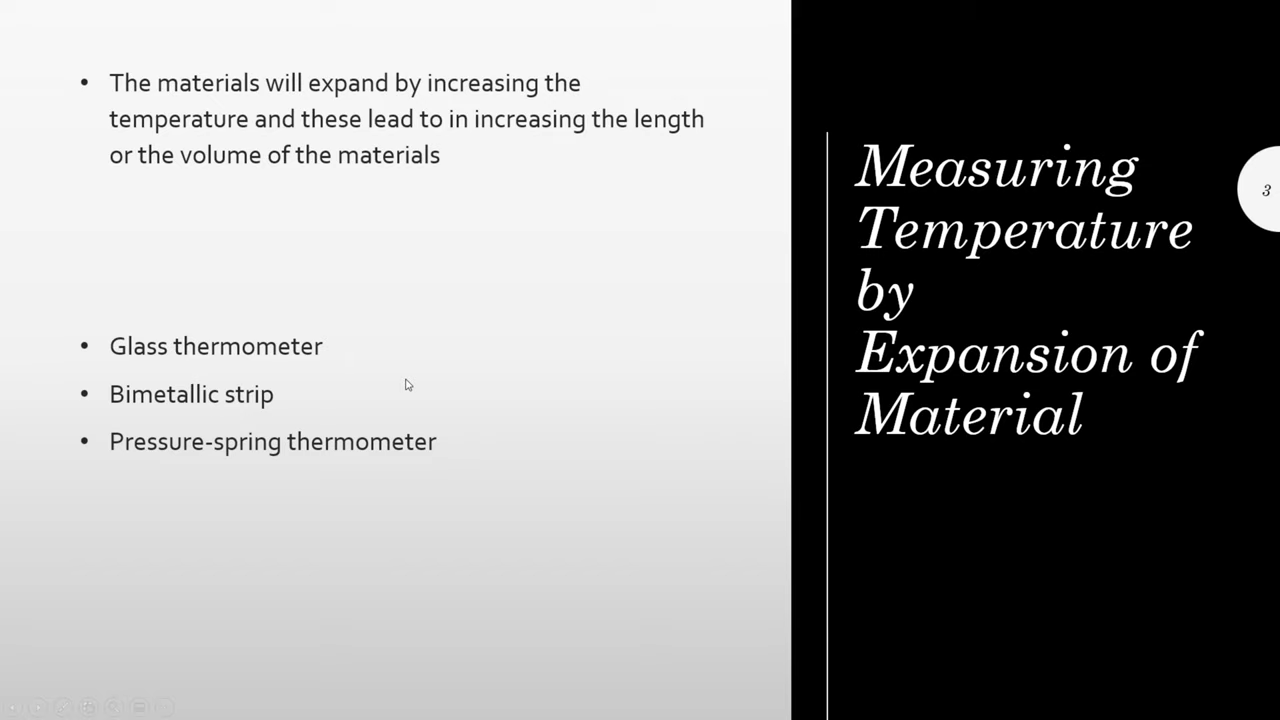 • The materials will expand by increasing the
temperature and these lead to in increasing the length
or the volume of the materials
• Glass thermometer
• Bimetallic strip
• Pressure-spring thermometer
Measuring
Temperature
by
Expansion of
Material
3